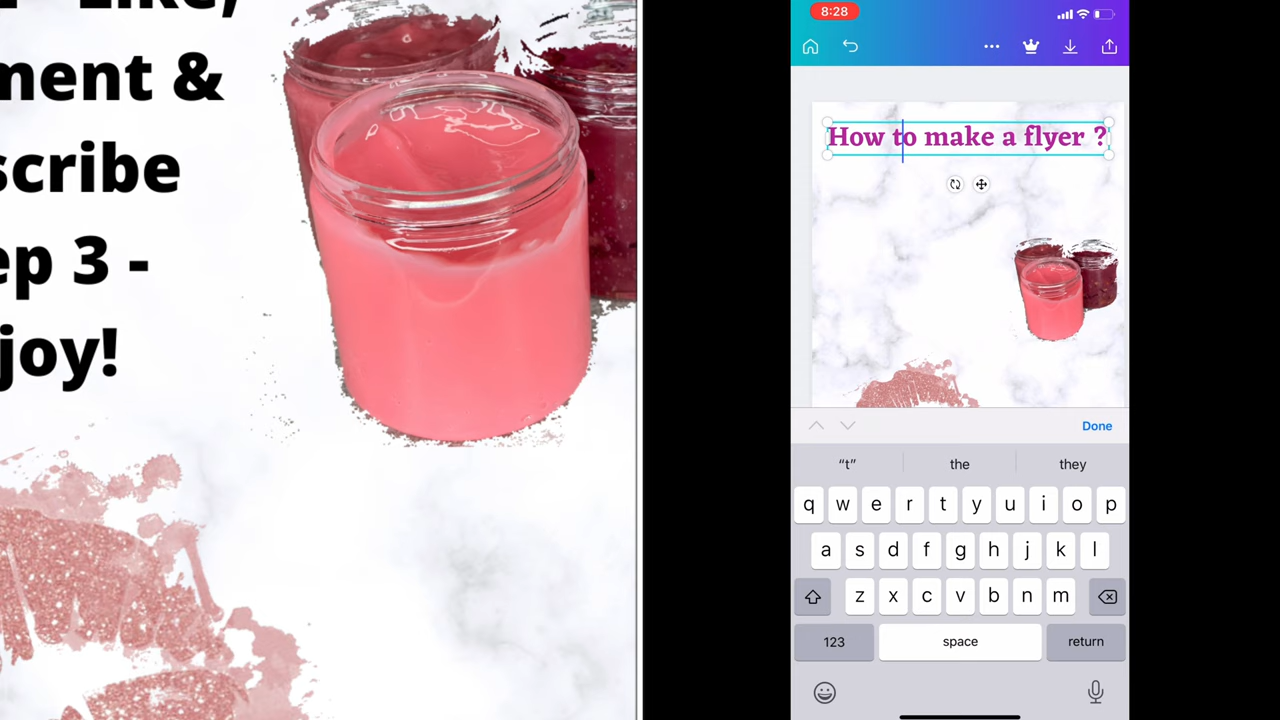 ment &
scribe
ep 3 -
joy!
8:28
How to make a flyer ?
Done
“t” the they
q w e r t y u i o p
a s d f g h j k l
z x c v b n m
123 space return